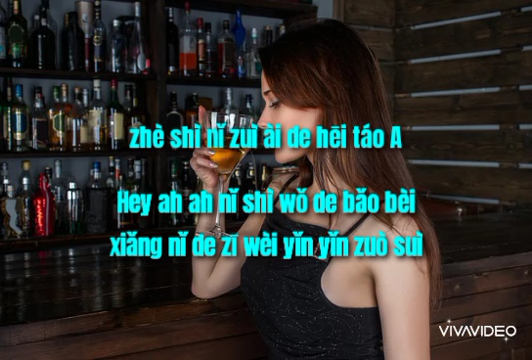 zhè shì nǐ zuì ài de hēi táo A
Hey ah ah nǐ shì wǒ de bǎo bèi
xiǎng nǐ de zī wèi yǐn yǐn zuò suì
VIVAVIDEO